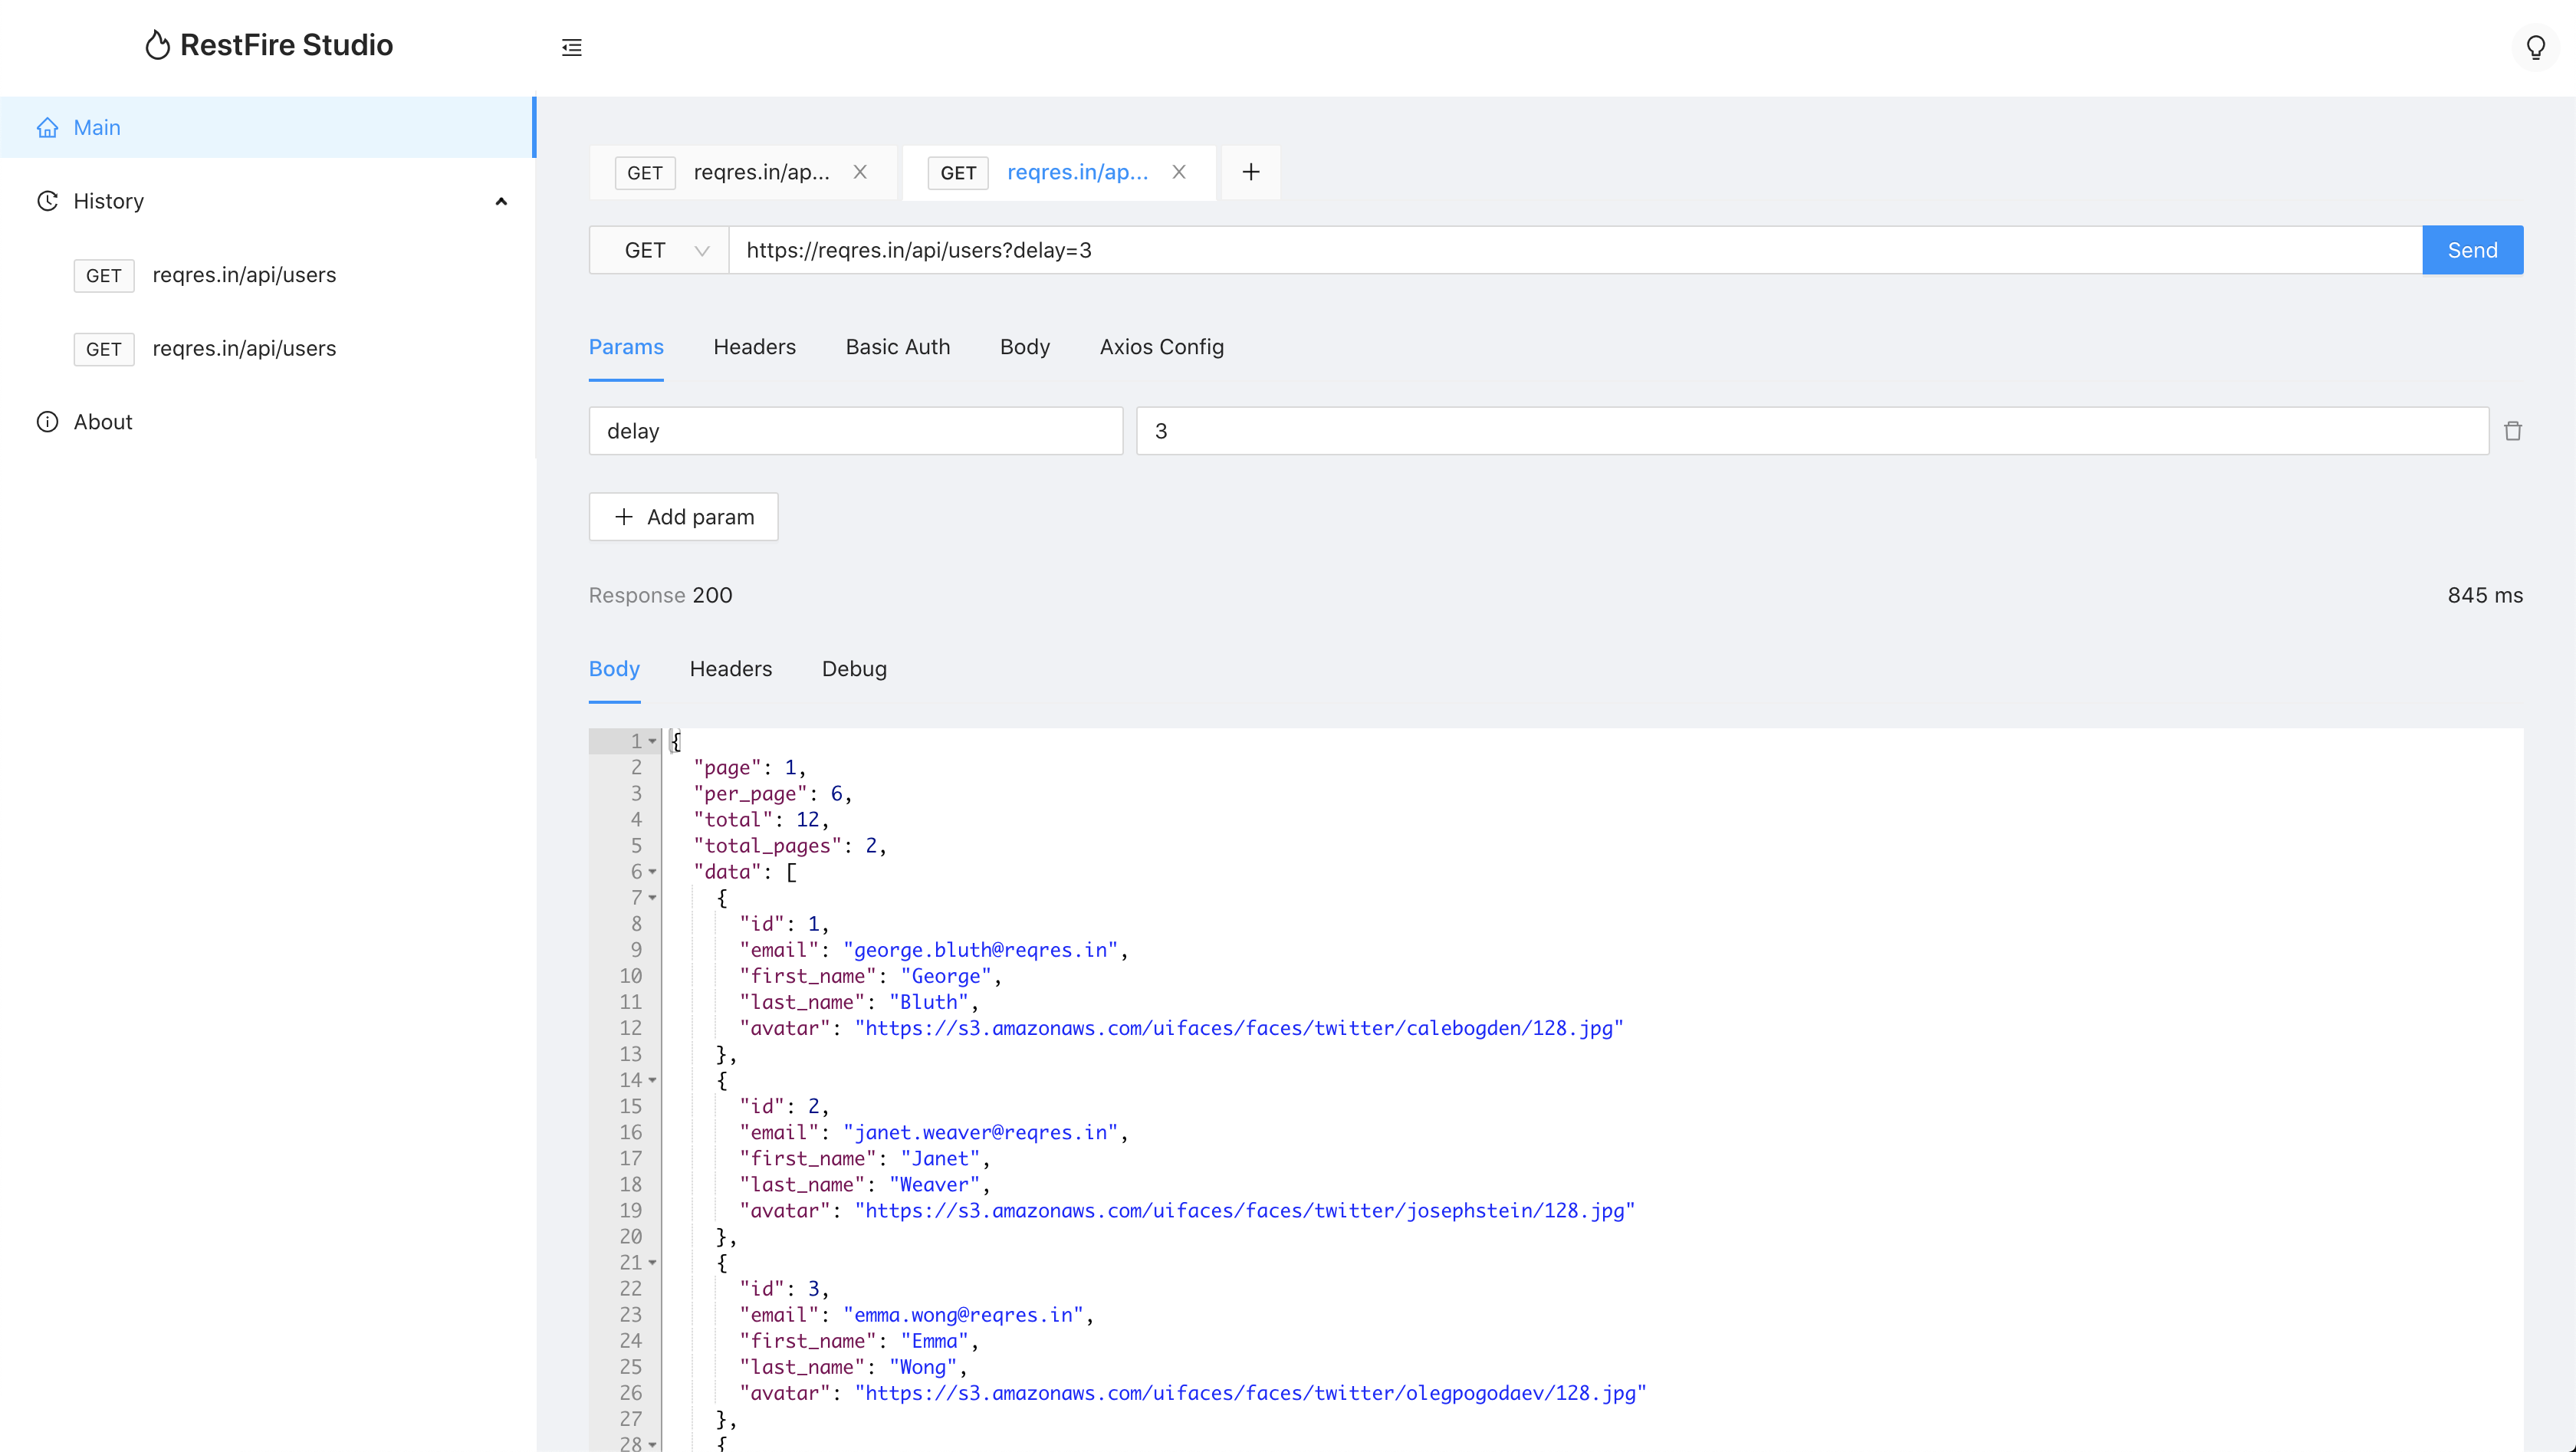 RestFire Studio
Main
History
GET reqres.in/api/users
GET reqres.in/api/users
About
GET reqres.in/ap... GET reqres.in/ap...
GET https://reqres.in/api/users?delay=3 Send
Params Headers Basic Auth Body Axios Config
delay 3
Add param
Response 200 845 ms
Body Headers Debug
1 {
2 "page": 1,
3 "per_page": 6,
4 "total": 12,
5 "total_pages": 2,
6 "data": [
7 {
8 "id": 1,
9 "email": "george.bluth@reqres.in",
10 "first_name": "George",
11 "last_name": "Bluth",
12 "avatar": "https://s3.amazonaws.com/uifaces/faces/twitter/calebogden/128.jpg"
13 },
14 {
15 "id": 2,
16 "email": "janet.weaver@reqres.in",
17 "first_name": "Janet",
18 "last_name": "Weaver",
19 "avatar": "https://s3.amazonaws.com/uifaces/faces/twitter/josephstein/128.jpg"
20 },
21 {
22 "id": 3,
23 "email": "emma.wong@reqres.in",
24 "first_name": "Emma",
25 "last_name": "Wong",
26 "avatar": "https://s3.amazonaws.com/uifaces/faces/twitter/olegpogodaev/128.jpg"
27 },
28 {